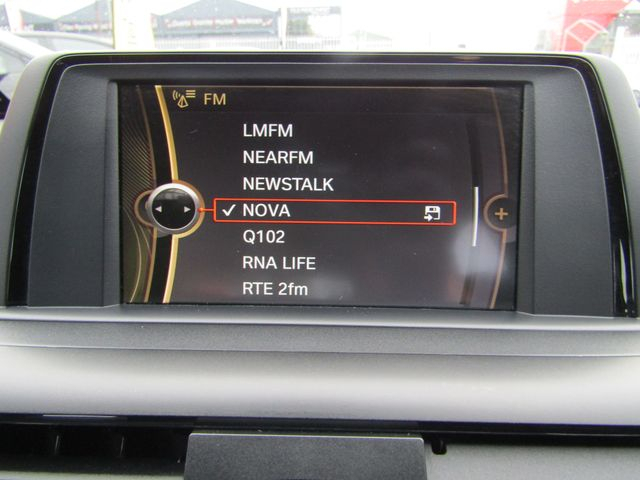 FM
LMFM
NEARFM
NEWSTALK
NOVA
Q102
RNA LIFE
RTE 2fm